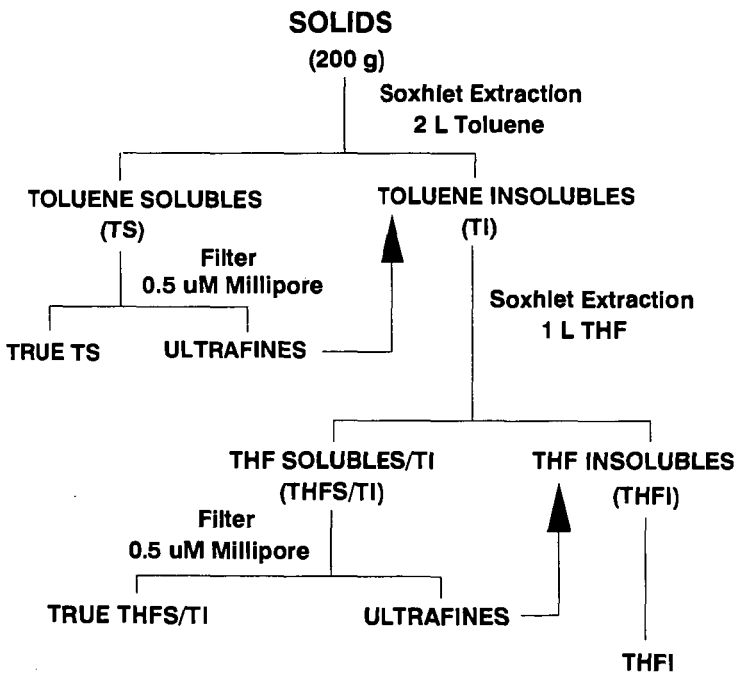 SOLIDS
(200 g)
Soxhlet Extraction
2 L Toluene
TOLUENE SOLUBLES
(TS)
TOLUENE INSOLUBLES
(TI)
Filter
0.5 uM Millipore
Soxhlet Extraction
1 L THF
TRUE TS
ULTRAFINES
THF SOLUBLES/TI
(THFS/TI)
THF INSOLUBLES
(THFI)
Filter
0.5 uM Millipore
TRUE THFS/TI
ULTRAFINES
THFI